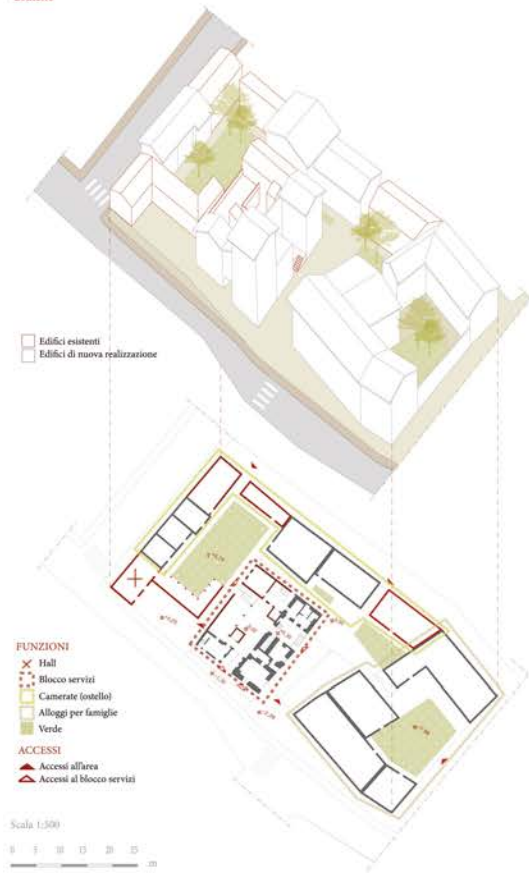 Edifici esistenti
Edifici di nuova realizzazione
FUNZIONI
Hall
Blocco servizi
Camerate (ostello)
Alloggi per famiglie
Verde
ACCESSI
Accessi all'area
Accessi al blocco servizi
Scala 1:500
0 5 10 15 20 25
m